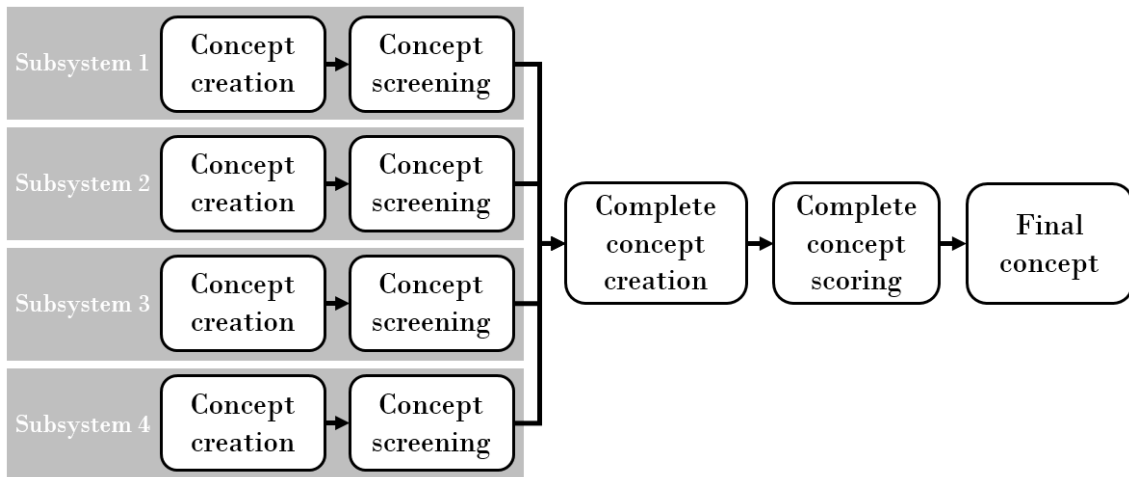 Subsystem 1
Concept
creation
Concept
screening
Subsystem 2
Concept
creation
Concept
screening
Subsystem 3
Concept
creation
Concept
screening
Subsystem 4
Concept
creation
Concept
screening
Complete
concept
creation
Complete
concept
scoring
Final
concept